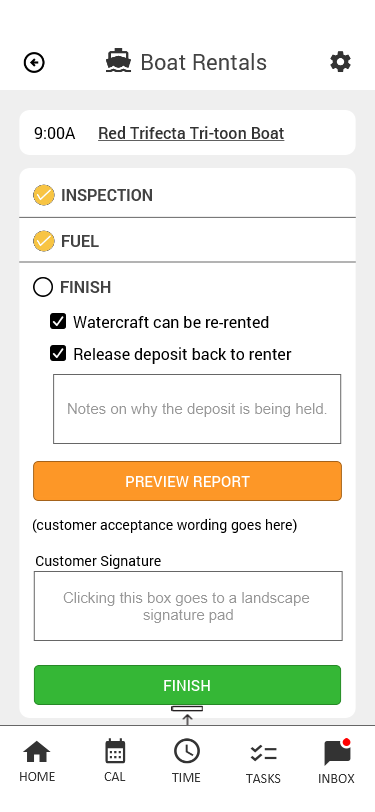 Boat Rentals
9:00A Red Trifecta Tri-toon Boat
INSPECTION
FUEL
FINISH
Watercraft can be re-rented
Release deposit back to renter
Notes on why the deposit is being held.
PREVIEW REPORT
(customer acceptance wording goes here)
Customer Signature
Clicking this box goes to a landscape
signature pad
FINISH
HOME CAL TIME TASKS INBOX